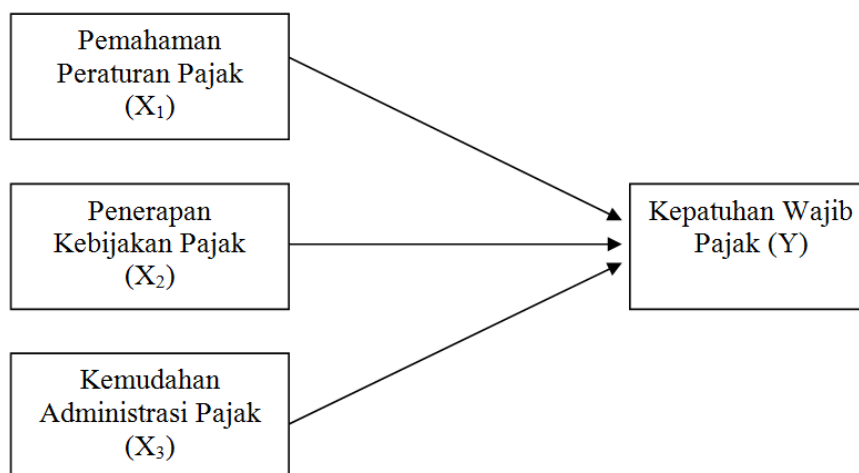 Pemahaman
Peraturan Pajak
(X₁)
Penerapan
Kebijakan Pajak
(X₂)
Kemudahan
Administrasi Pajak
(X₃)
Kepatuhan Wajib
Pajak (Y)